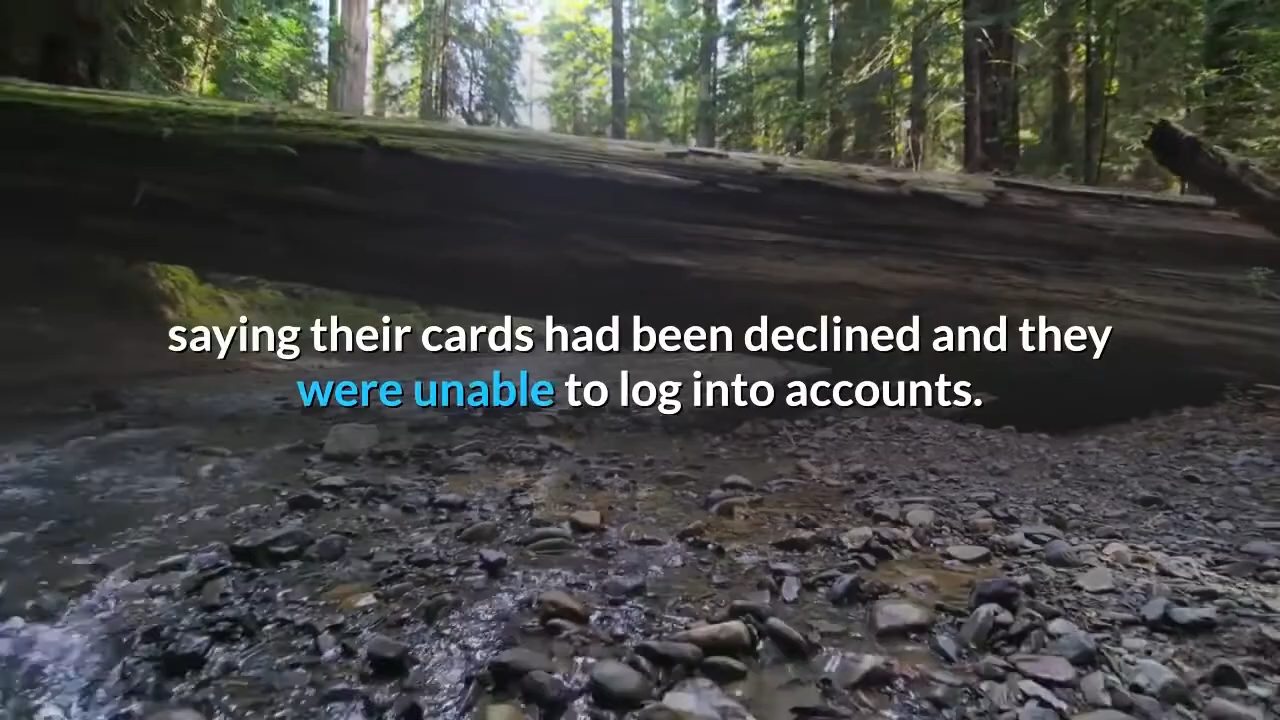 saying their cards had been declined and they
were unable to log into accounts.